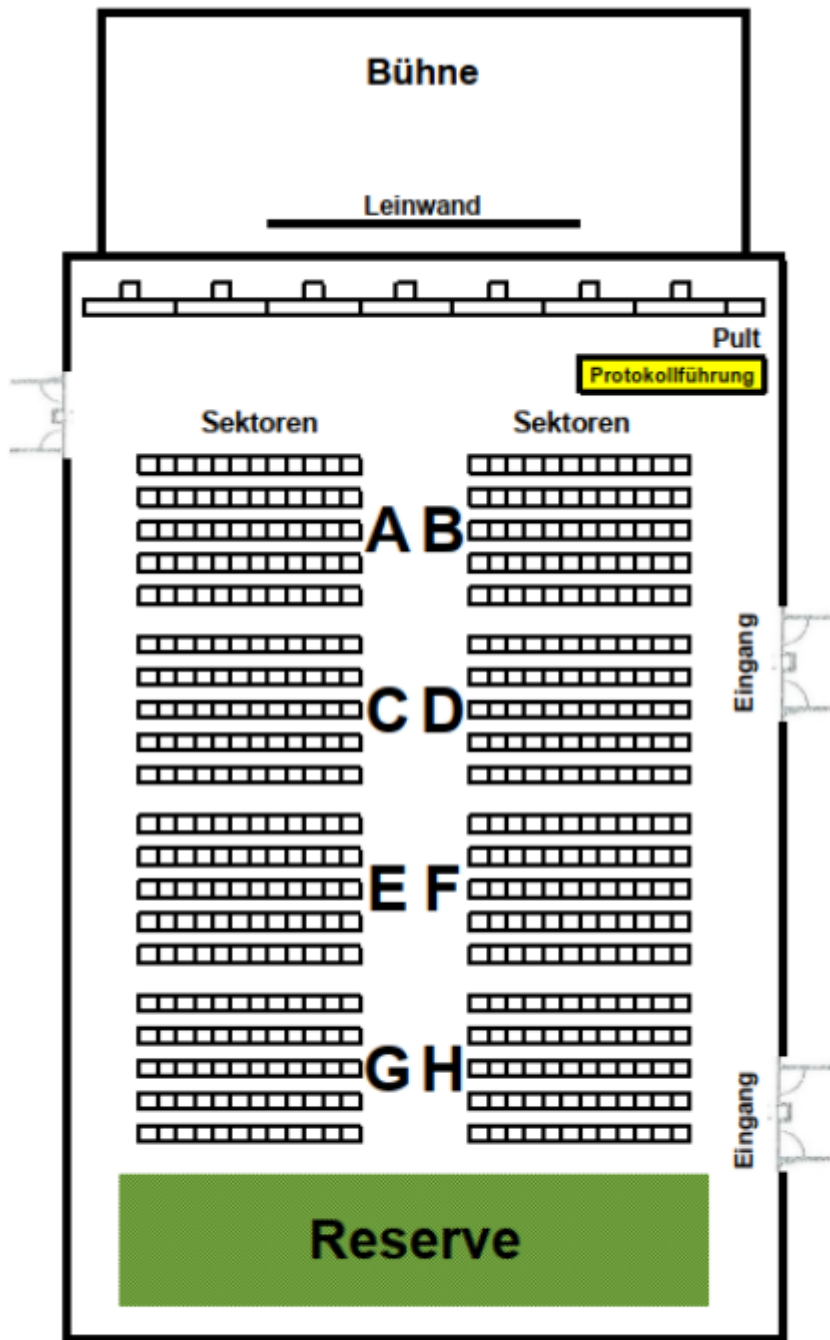 Bühne
Leinwand
Pult
Protokollführung
Sektoren Sektoren
A B
Eingang
C D
E F
G H
Eingang
Reserve